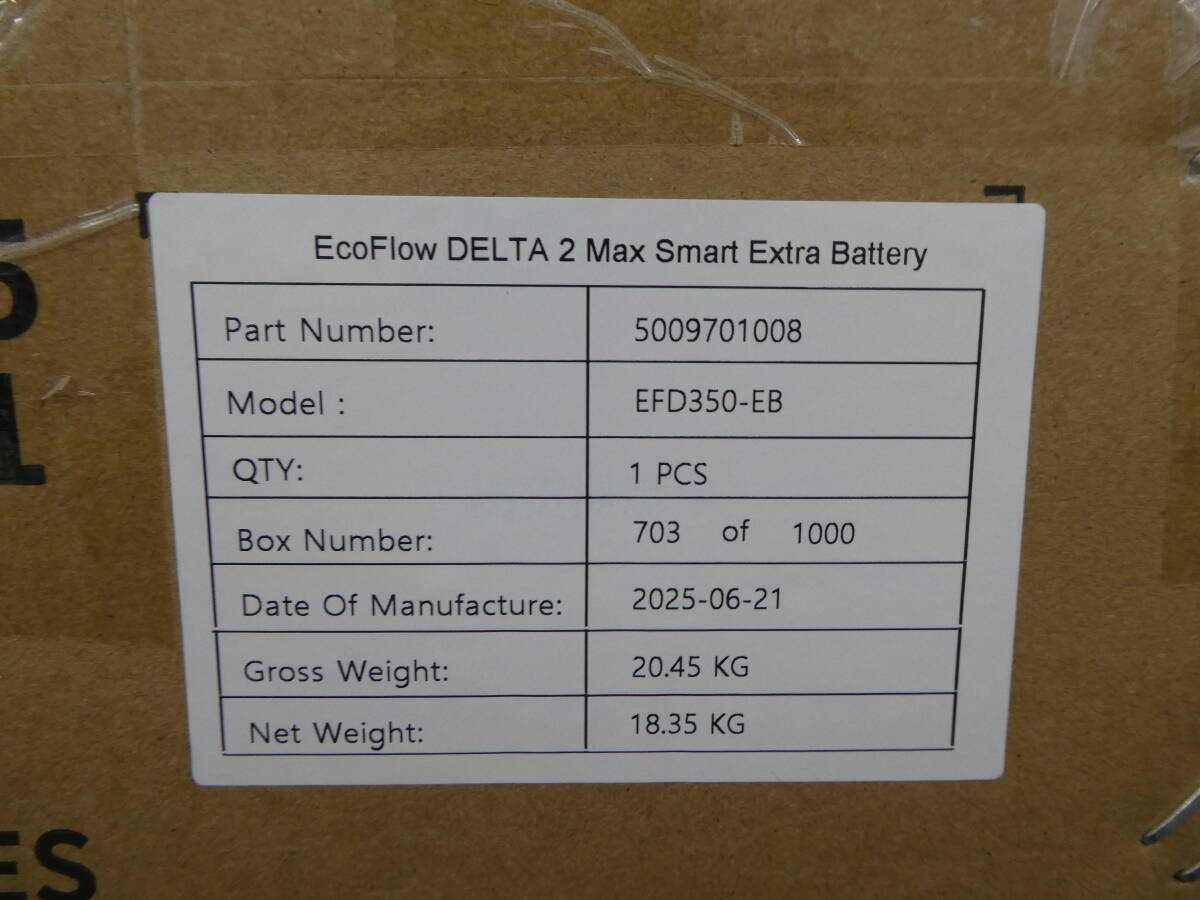 EcoFlow DELTA 2 Max Smart Extra Battery
Part Number: 5009701008
Model : EFD350-EB
QTY: 1 PCS
Box Number: 703 of 1000
Date Of Manufacture: 2025-06-21
Gross Weight: 20.45 KG
Net Weight: 18.35 KG
ES